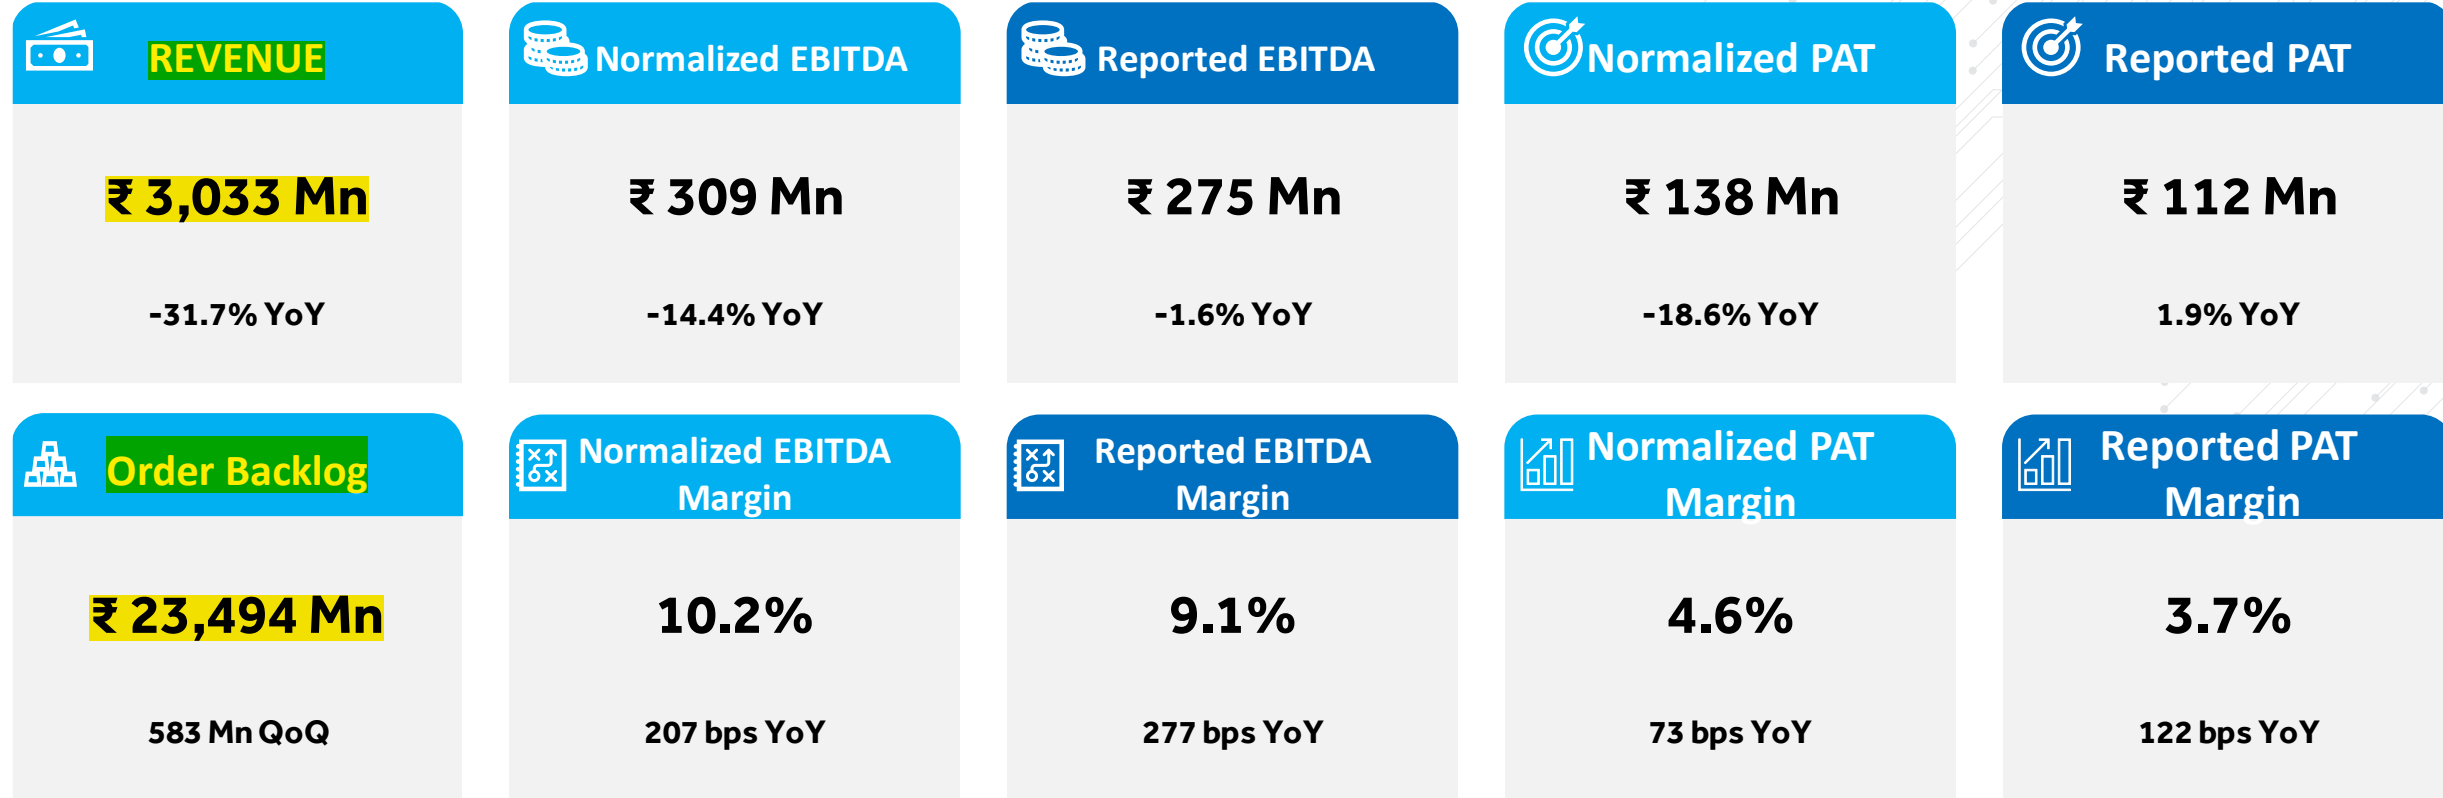 REVENUE
₹ 3,033 Mn
-31.7% YoY
Normalized EBITDA
₹ 309 Mn
-14.4% YoY
Reported EBITDA
₹ 275 Mn
-1.6% YoY
Normalized PAT
₹ 138 Mn
-18.6% YoY
Reported PAT
₹ 112 Mn
1.9% YoY
Order Backlog
₹ 23,494 Mn
583 Mn QoQ
Normalized EBITDA
Margin
10.2%
207 bps YoY
Reported EBITDA
Margin
9.1%
277 bps YoY
Normalized PAT
Margin
4.6%
73 bps YoY
Reported PAT
Margin
3.7%
122 bps YoY